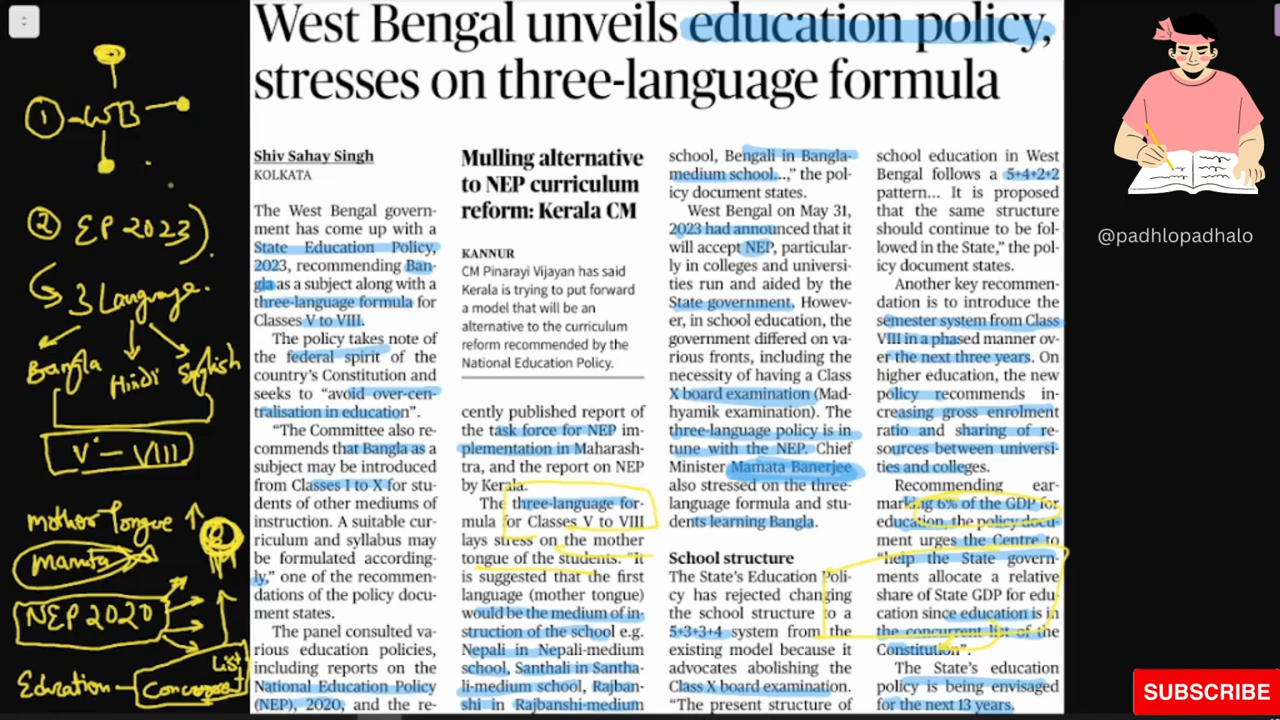 West Bengal unveils education policy,
stresses on three-language formula
Shiv Sahay Singh
KOLKATA
The West Bengal govern-
ment has come up with a
State Education Policy,
2023, recommending Ban-
gla as a subject along with a
three-language formula for
Classes V to VIII.
The policy takes note of
the federal spirit of the
country's Constitution and
seeks to "avoid over-cen-
tralisation in education".
"The Committee also re-
commends that Bangla as a
subject may be introduced
from Classes I to X for stu-
dents of other mediums of
instruction. A suitable cur-
riculum and syllabus may
be formulated according-
ly," one of the recommen-
dations of the policy docu-
ment states.
The panel consulted va-
rious education policies,
including reports on the
National Education Policy
(NEP), 2020, and the re-
Mulling alternative
to NEP curriculum
reform: Kerala CM
KANNUR
CM Pinarayi Vijayan has said
Kerala is trying to put forward
a model that will be an
alternative to the curriculum
reform recommended by the
National Education Policy.
cently published report of
the task force for NEP im-
plementation in Maharash-
tra, and the report on NEP
by Kerala.
The three-language for-
mula for Classes V to VIII
lays stress on the mother
tongue of the students. "It
is suggested that the first
language (mother tongue)
would be the medium of in-
struction of the school e.g.
Nepali in Nepali-medium
school, Santhali in Santha-
li-medium school, Rajban-
shi in Rajbanshi-medium
school, Bengali in Bangla-
medium school...," the pol-
icy document states.
West Bengal on May 31,
2023 had announced that it
will accept NEP, particular-
ly in colleges and universi-
ties run and aided by the
State government. Howev-
er, in school education, the
government differed on va-
rious fronts, including the
necessity of having a Class
X board examination (Mad-
hyamik examination). The
three-language policy is in
tune with the NEP. Chief
Minister Mamata Banerjee
also stressed on the three-
language formula and stu-
dents learning Bangla.
School structure
The State's Education Poli-
cy has rejected changing
the school structure to a
5+3+3+4 system from the
existing model because it
advocates abolishing the
Class X board examination.
"The present structure of
school education in West
Bengal follows a 5+4+2+2
pattern... It is proposed
that the same structure
should continue to be fol-
lowed in the State," the pol-
icy document states.
Another key recommen-
dation is to introduce the
semester system from Class
VIII in a phased manner ov-
er the next three years. On
higher education, the new
policy recommends in-
creasing gross enrolment
ratio and sharing of re-
sources between universi-
ties and colleges.
Recommending ear-
marking 6% of the GDP for
education, the policy docu-
ment urges the Centre to
"help the State govern-
ments allocate a relative
share of State GDP for edu
cation since education is in
the concurrent list of the
Constitution".
The State's education
policy is being envisaged
for the next 13 years.
1 - WB
2 EP 2023)
3 Language.
Bangla Hindi English
V - VIII
Mother Tongue
Mamta
NEP 2020
List
Education - Concurrent
@padhlopadhalo
SUBSCRIBE